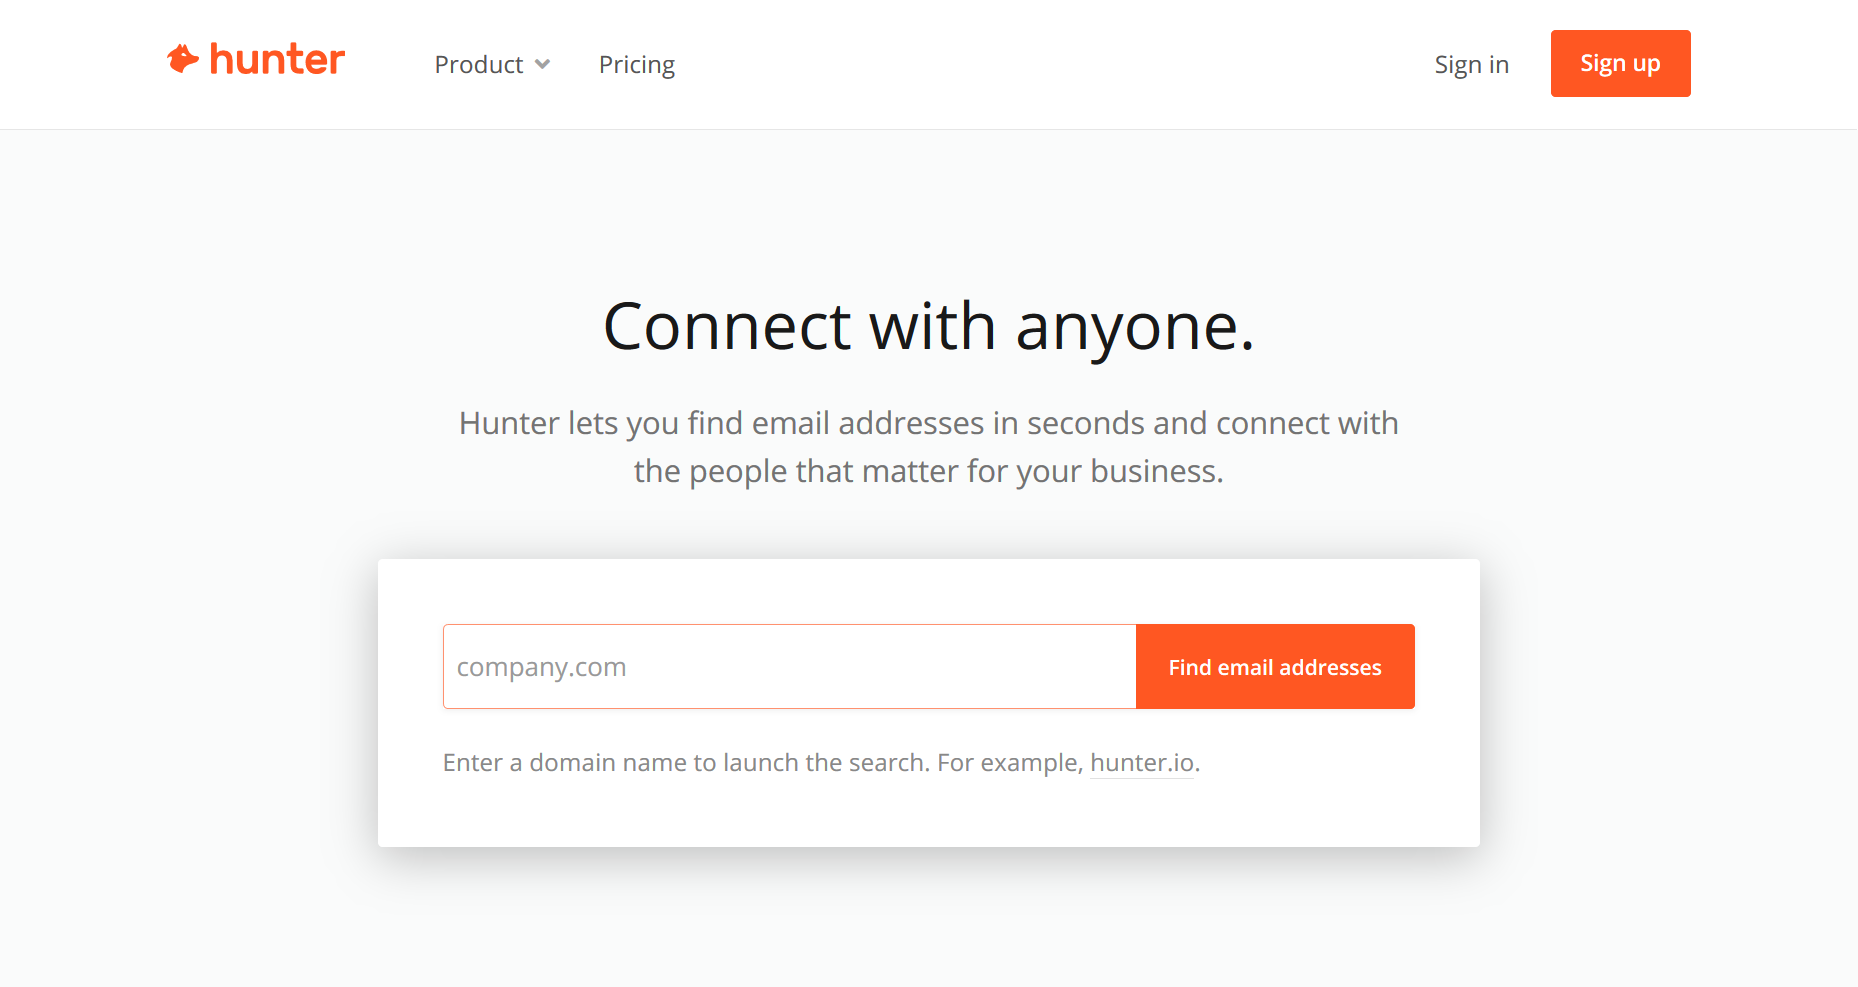 hunter
Product
Pricing
Sign in
Sign up
Connect with anyone.
Hunter lets you find email addresses in seconds and connect with
the people that matter for your business.
company.com
Find email addresses
Enter a domain name to launch the search. For example, hunter.io.